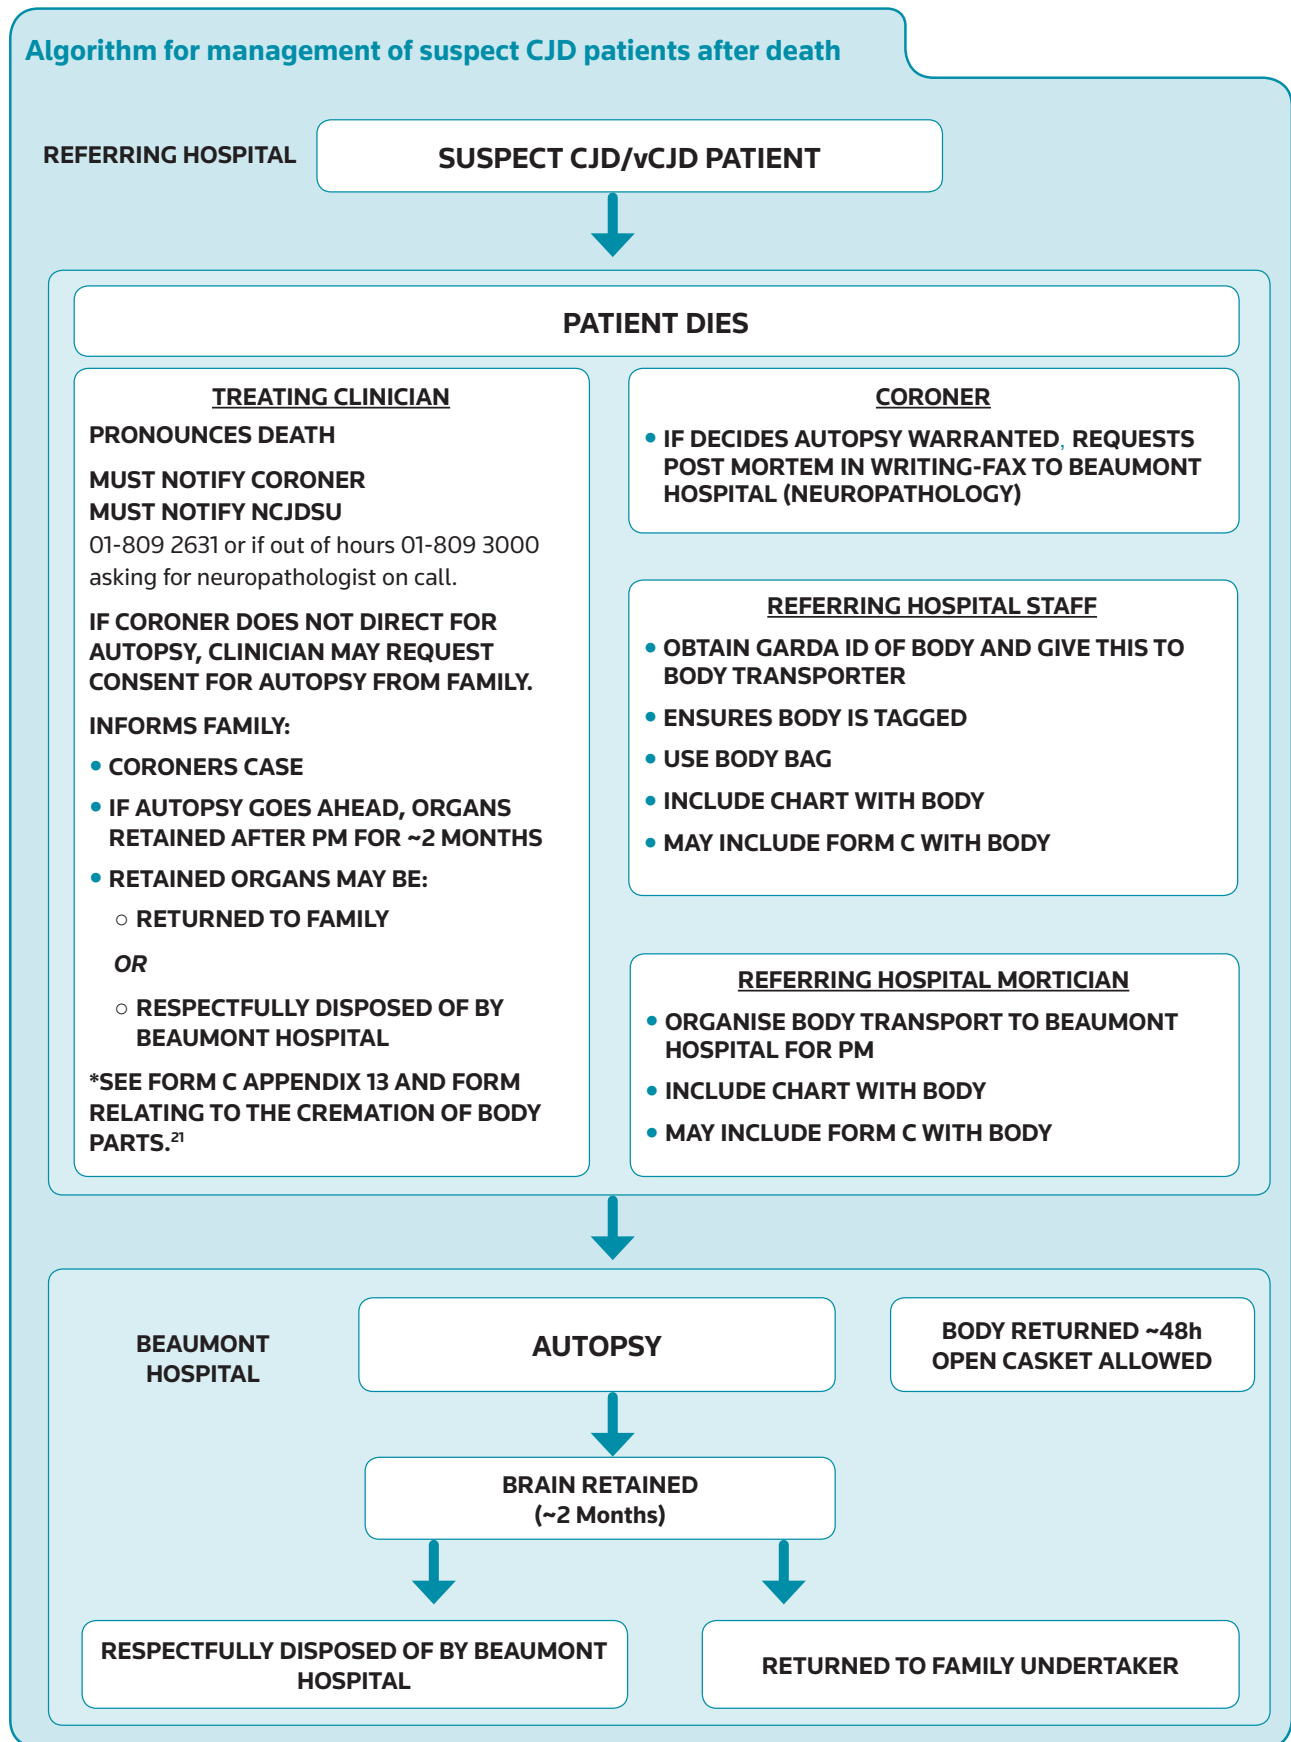 Algorithm for management of suspect CJD patients after death
REFERRING HOSPITAL
SUSPECT CJD/vCJD PATIENT
PATIENT DIES
TREATING CLINICIAN
PRONOUNCES DEATH
MUST NOTIFY CORONER
MUST NOTIFY NCJDSU
01-809 2631 or if out of hours 01-809 3000
asking for neuropathologist on call.
IF CORONER DOES NOT DIRECT FOR
AUTOPSY, CLINICIAN MAY REQUEST
CONSENT FOR AUTOPSY FROM FAMILY.
INFORMS FAMILY:
• CORONERS CASE
• IF AUTOPSY GOES AHEAD, ORGANS
RETAINED AFTER PM FOR ~2 MONTHS
• RETAINED ORGANS MAY BE:
○ RETURNED TO FAMILY
OR
○ RESPECTFULLY DISPOSED OF BY
BEAUMONT HOSPITAL
*SEE FORM C APPENDIX 13 AND FORM
RELATING TO THE CREMATION OF BODY
PARTS.²¹
CORONER
• IF DECIDES AUTOPSY WARRANTED, REQUESTS
POST MORTEM IN WRITING-FAX TO BEAUMONT
HOSPITAL (NEUROPATHOLOGY)
REFERRING HOSPITAL STAFF
• OBTAIN GARDA ID OF BODY AND GIVE THIS TO
BODY TRANSPORTER
• ENSURES BODY IS TAGGED
• USE BODY BAG
• INCLUDE CHART WITH BODY
• MAY INCLUDE FORM C WITH BODY
REFERRING HOSPITAL MORTICIAN
• ORGANISE BODY TRANSPORT TO BEAUMONT
HOSPITAL FOR PM
• INCLUDE CHART WITH BODY
• MAY INCLUDE FORM C WITH BODY
BEAUMONT
HOSPITAL
AUTOPSY
BODY RETURNED ~48h
OPEN CASKET ALLOWED
BRAIN RETAINED
(~2 Months)
RESPECTFULLY DISPOSED OF BY BEAUMONT
HOSPITAL
RETURNED TO FAMILY UNDERTAKER